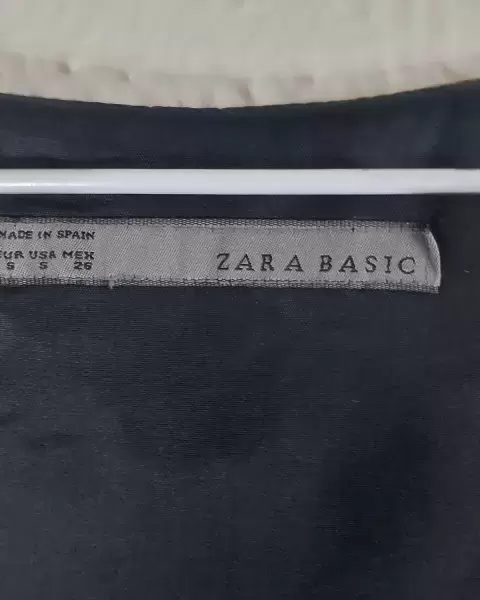 MADE IN SPAIN
EUR USA MEX
S S 26
ZARA BASIC